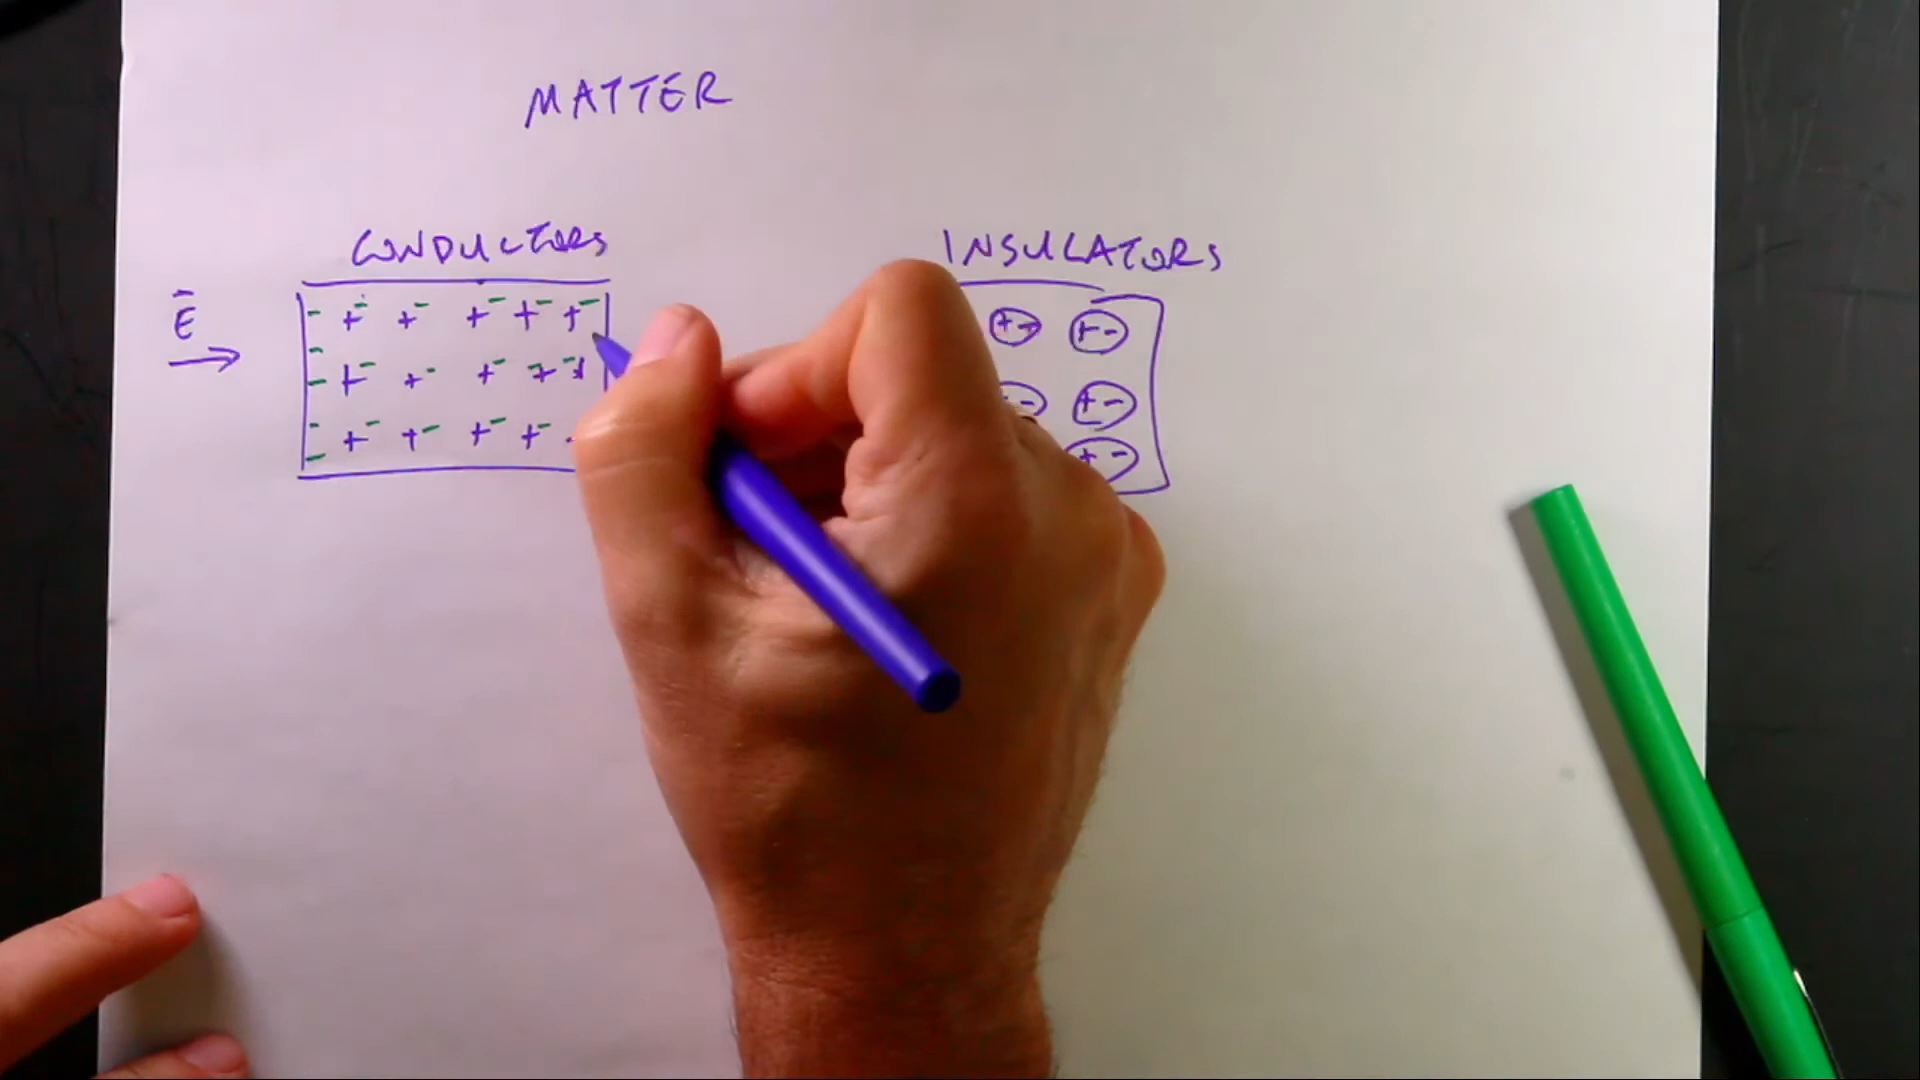 MATTER
CONDUCTORS
INSULATORS
E
- + - + - + - + - + -
-
- + - + - + - + - +
- + - + - + - + -
-
+ - + -
- + -
+ -